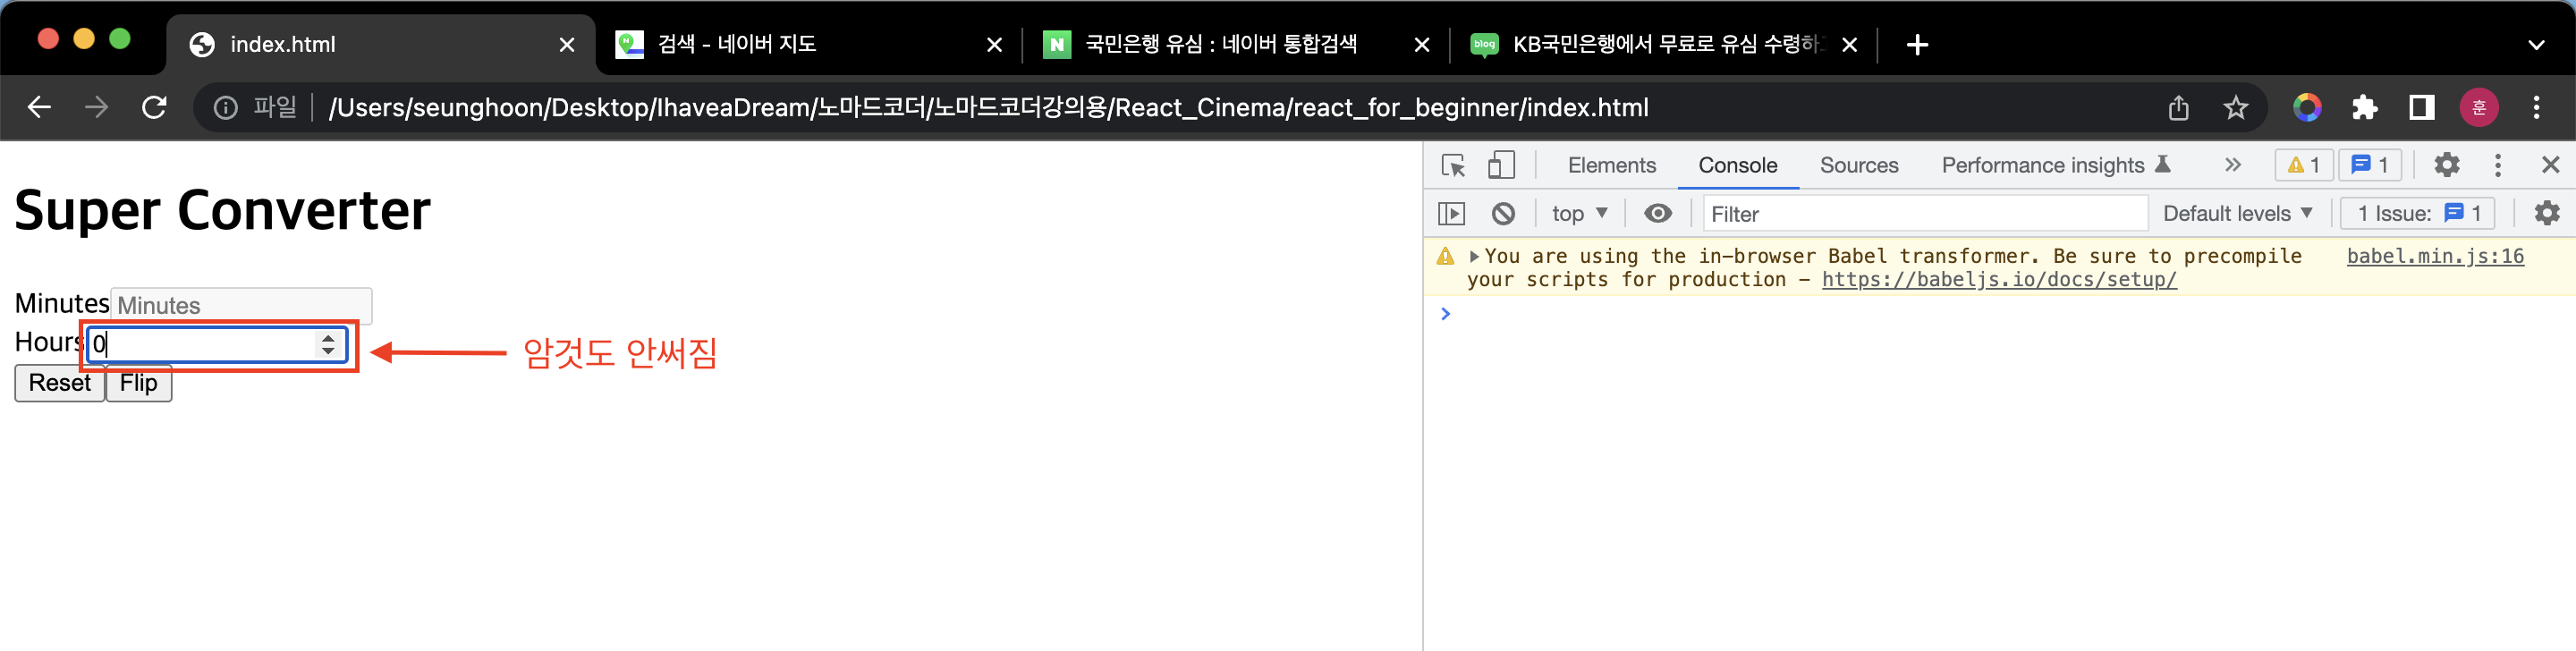 index.html
검색 - 네이버 지도
국민은행 유심 : 네이버 통합검색
blog
KB국민은행에서 무료로 유심 수령하고
파일
/Users/seunghoon/Desktop/IhaveaDream/노마드코더/노마드코더강의용/React_Cinema/react_for_beginner/index.html
훈
Super Converter
Minutes Minutes
Hours 0
암것도 안써짐
Reset Flip
Elements Console Sources Performance insights 1 1
top Filter Default levels 1 Issue: 1
You are using the in-browser Babel transformer. Be sure to precompile babel.min.js:16
your scripts for production – https://babeljs.io/docs/setup/